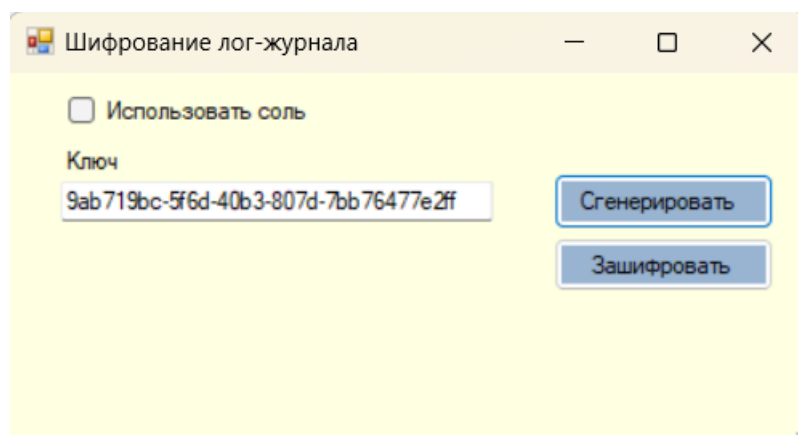 Шифрование лог-журнала
Использовать соль
Ключ
9ab719bc-5f6d-40b3-807d-7bb76477e2ff
Сгенерировать
Зашифровать